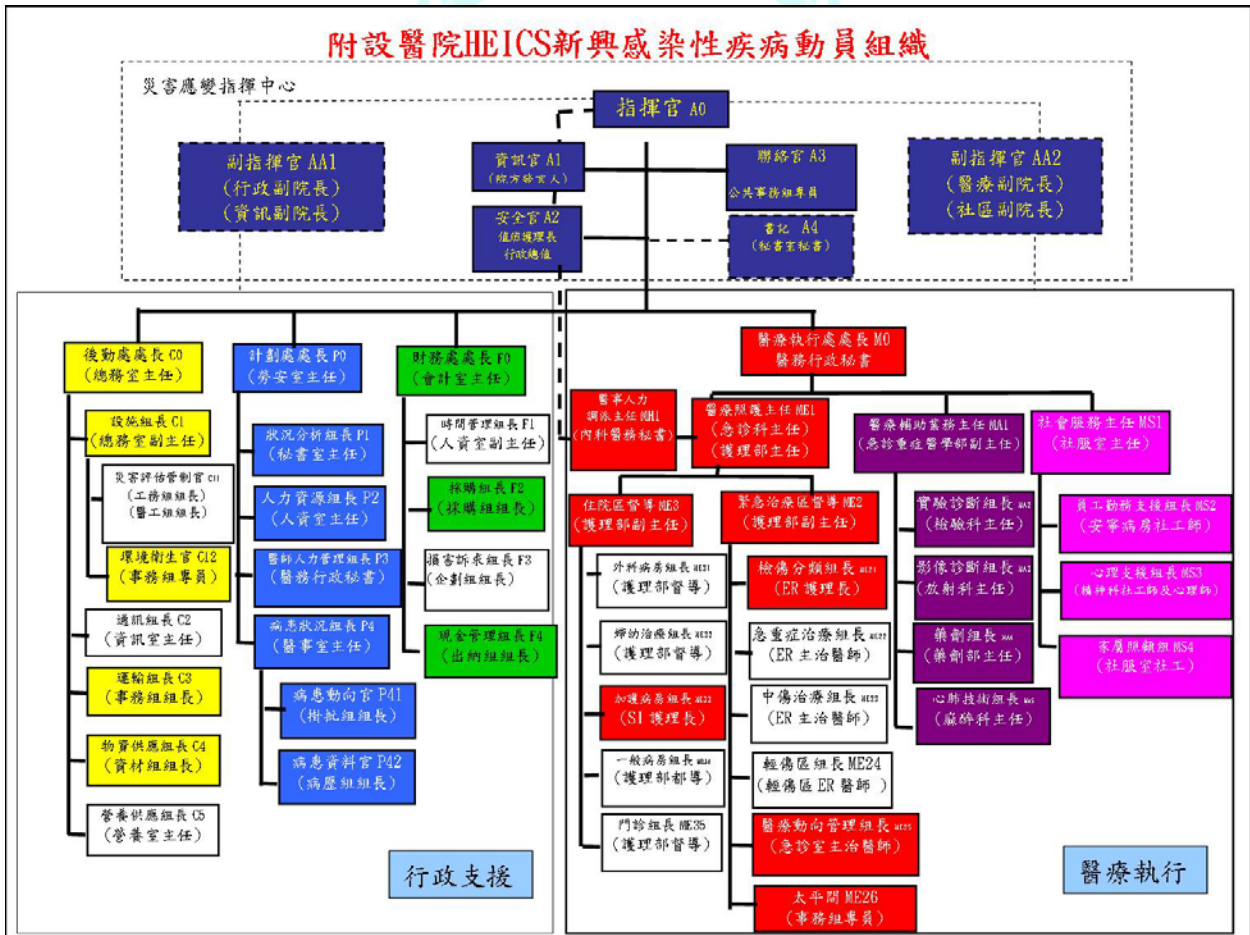 附設醫院HEICS新興感染性疾病動員組織
災害應變指揮中心
指揮官 A0
副指揮官 AA1
(行政副院長)
(資訊副院長)
資訊官 A1
(院方發言人)
聯絡官 A3
公共事務組專員
副指揮官 AA2
(醫療副院長)
(社區副院長)
安全官 A2
值班護理長
行政總值
書記 A4
(秘書室秘書)
後勤處處長 C0
(總務室主任)
計劃處處長 P0
(勞安室主任)
財務處處長 F0
(會計室主任)
醫療執行處處長 M0
醫務行政秘書
設施組長 C1
(總務室副主任)
災害評估管制官 C11
(工務組組長)
(醫工組組長)
環境衛生官 C12
(事務組專員)
通訊組長 C2
(資訊室主任)
運輸組長 C3
(事務組組長)
物資供應組長 C4
(資材組組長)
營養供應組長 C5
(營養室主任)
狀況分析組長 P1
(秘書室主任)
人力資源組長 P2
(人資室主任)
醫師人力管理組長 P3
(醫務行政秘書)
病患狀況組長 P4
(醫事室主任)
病患動向官 P41
(掛批組組長)
病患資料官 P42
(病歷組組長)
時間管理組長 F1
(人資室副主任)
採購組長 F2
(採購組組長)
損害訴求組長 F3
(企劃組組長)
現金管理組長 F4
(出納組組長)
行政支援
醫事人力
調派主任 MH1
(內科醫務秘書)
醫療照護主任 ME1
(急診科主任)
(護理部主任)
醫療輔助業務主任 MA1
(急診重症醫學部副主任)
社會服務主任 MS1
(社服室主任)
住院區督導 ME3
(護理部副主任)
外科病房組長 ME31
(護理部督導)
婦幼治療組長 ME32
(護理部督導)
加護病房組長 ME33
(SI 護理長)
一般病房組長 ME34
(護理部都導)
門診組長 ME35
(護理部督導)
緊急治療區督導 ME2
(護理部副主任)
檢傷分類組長 ME21
(ER 護理長)
急重症治療組長 ME22
(ER 主治醫師)
中傷治療組長 ME23
(ER 主治醫師)
輕傷區組長 ME24
(輕傷區 ER 醫師 )
醫療動向管理組長 ME25
(急診室主治醫師)
太平間 ME26
(事務組專員)
實驗診斷組長 MA2
(檢驗科主任)
影像診斷組長 MA3
(放射科主任)
藥劑組長 MA4
(藥劑部主任)
心肺技術組長 MA5
(麻醉科主任)
員工勤務支援組長 MS2
(安寧病房社工師)
心理支援組長 MS3
(精神科社工師及心理師)
家屬照顧組 MS4
(社服室社工)
醫療執行